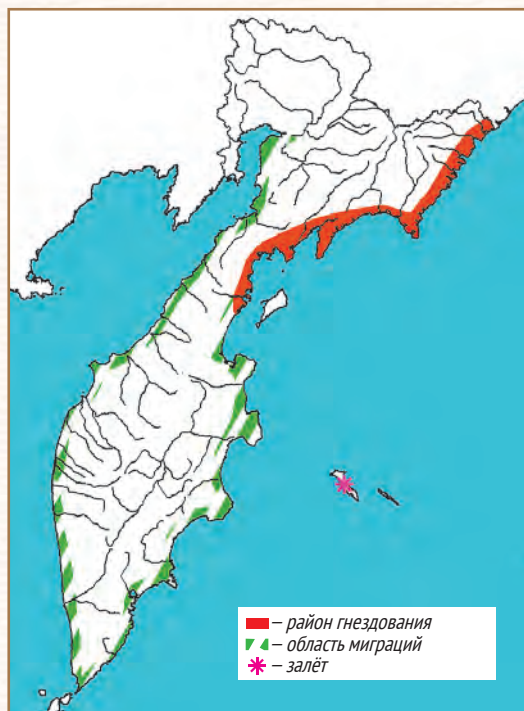 – район гнездования
– область миграций
– залёт